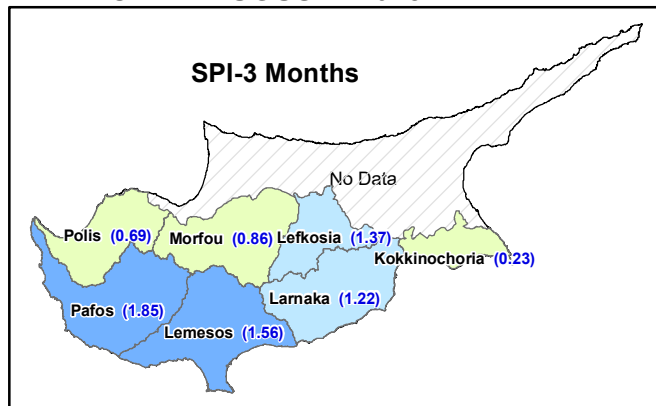 SPI-3 Months
No Data
Polis (0.69)
Morfou (0.86)
Lefkosia (1.37)
Kokkinochoria (0.23)
Pafos (1.85)
Larnaka (1.22)
Lemesos (1.56)